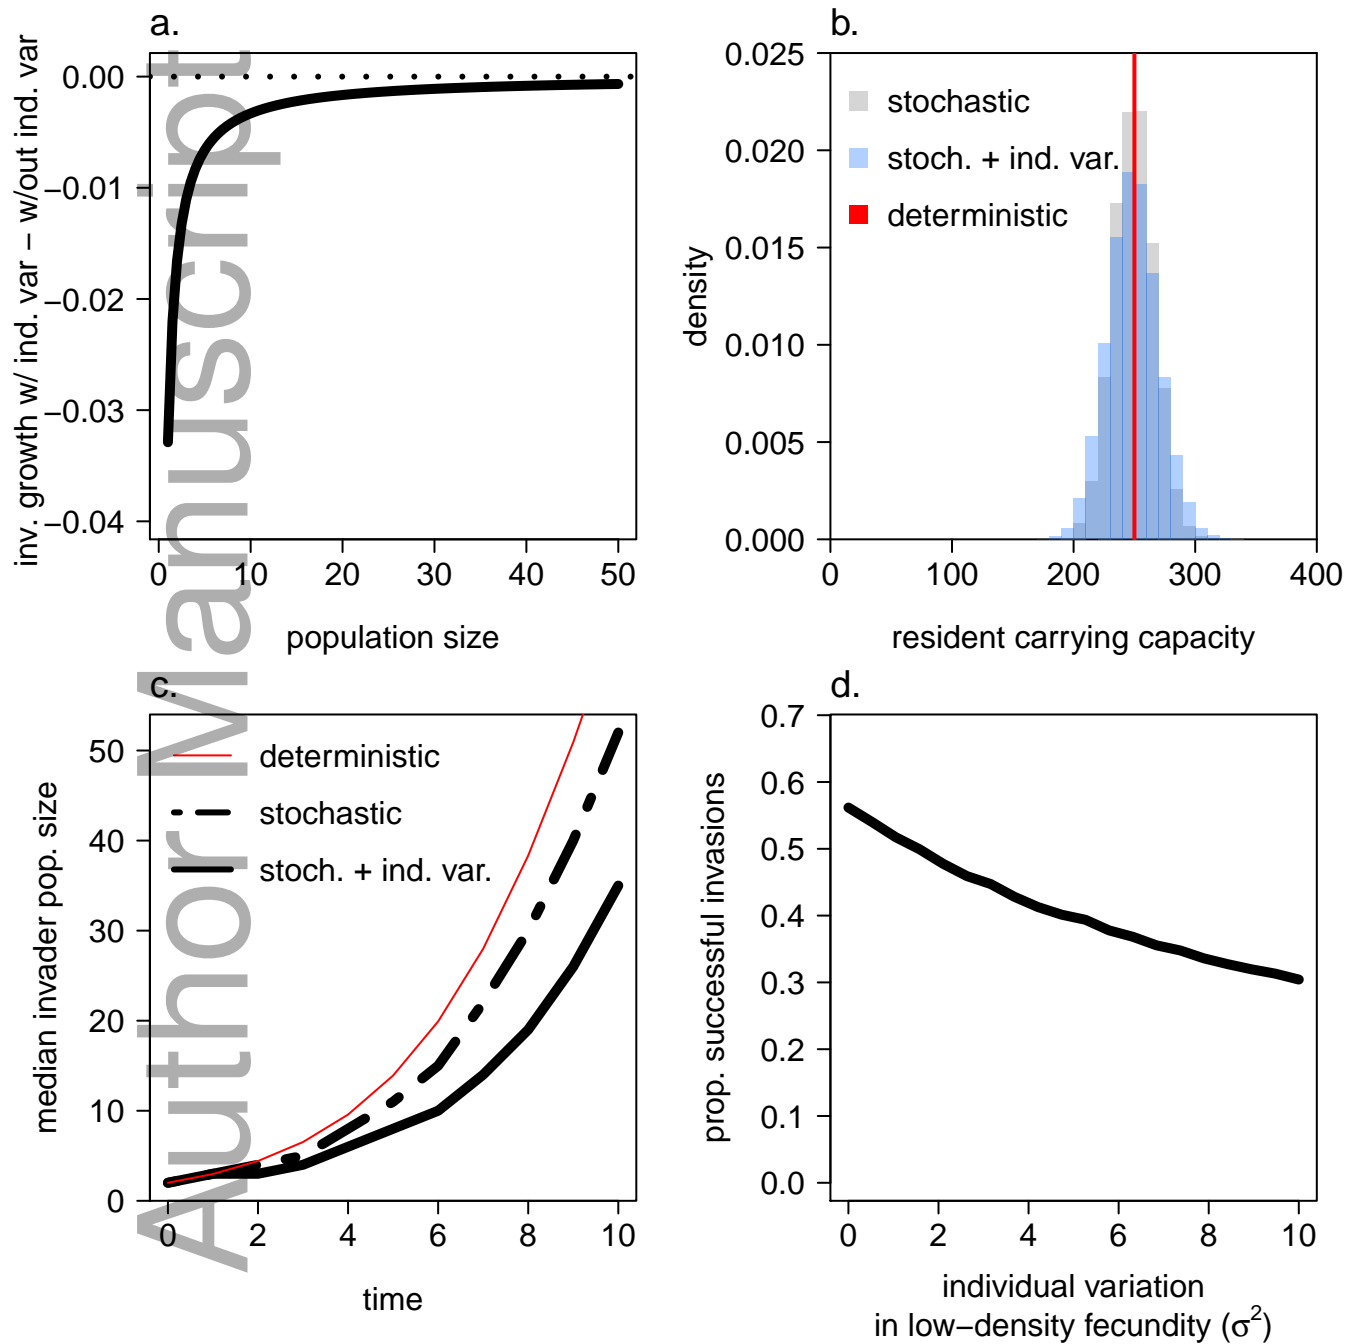 a.
inv. growth w/ ind. var − w/out ind. var
0.00
−0.01
−0.02
−0.03
−0.04
0 10 20 30 40 50
population size
b.
density
0.025
0.020
0.015
0.010
0.005
0.000
stochastic
stoch. + ind. var.
deterministic
0 100 200 300 400
resident carrying capacity
c.
median invader pop. size
50
40
30
20
10
0
deterministic
stochastic
stoch. + ind. var.
0 2 4 6 8 10
time
d.
prop. successful invasions
0.7
0.6
0.5
0.4
0.3
0.2
0.1
0.0
0 2 4 6 8 10
individual variation
in low−density fecundity (σ²)
Author Manuscript